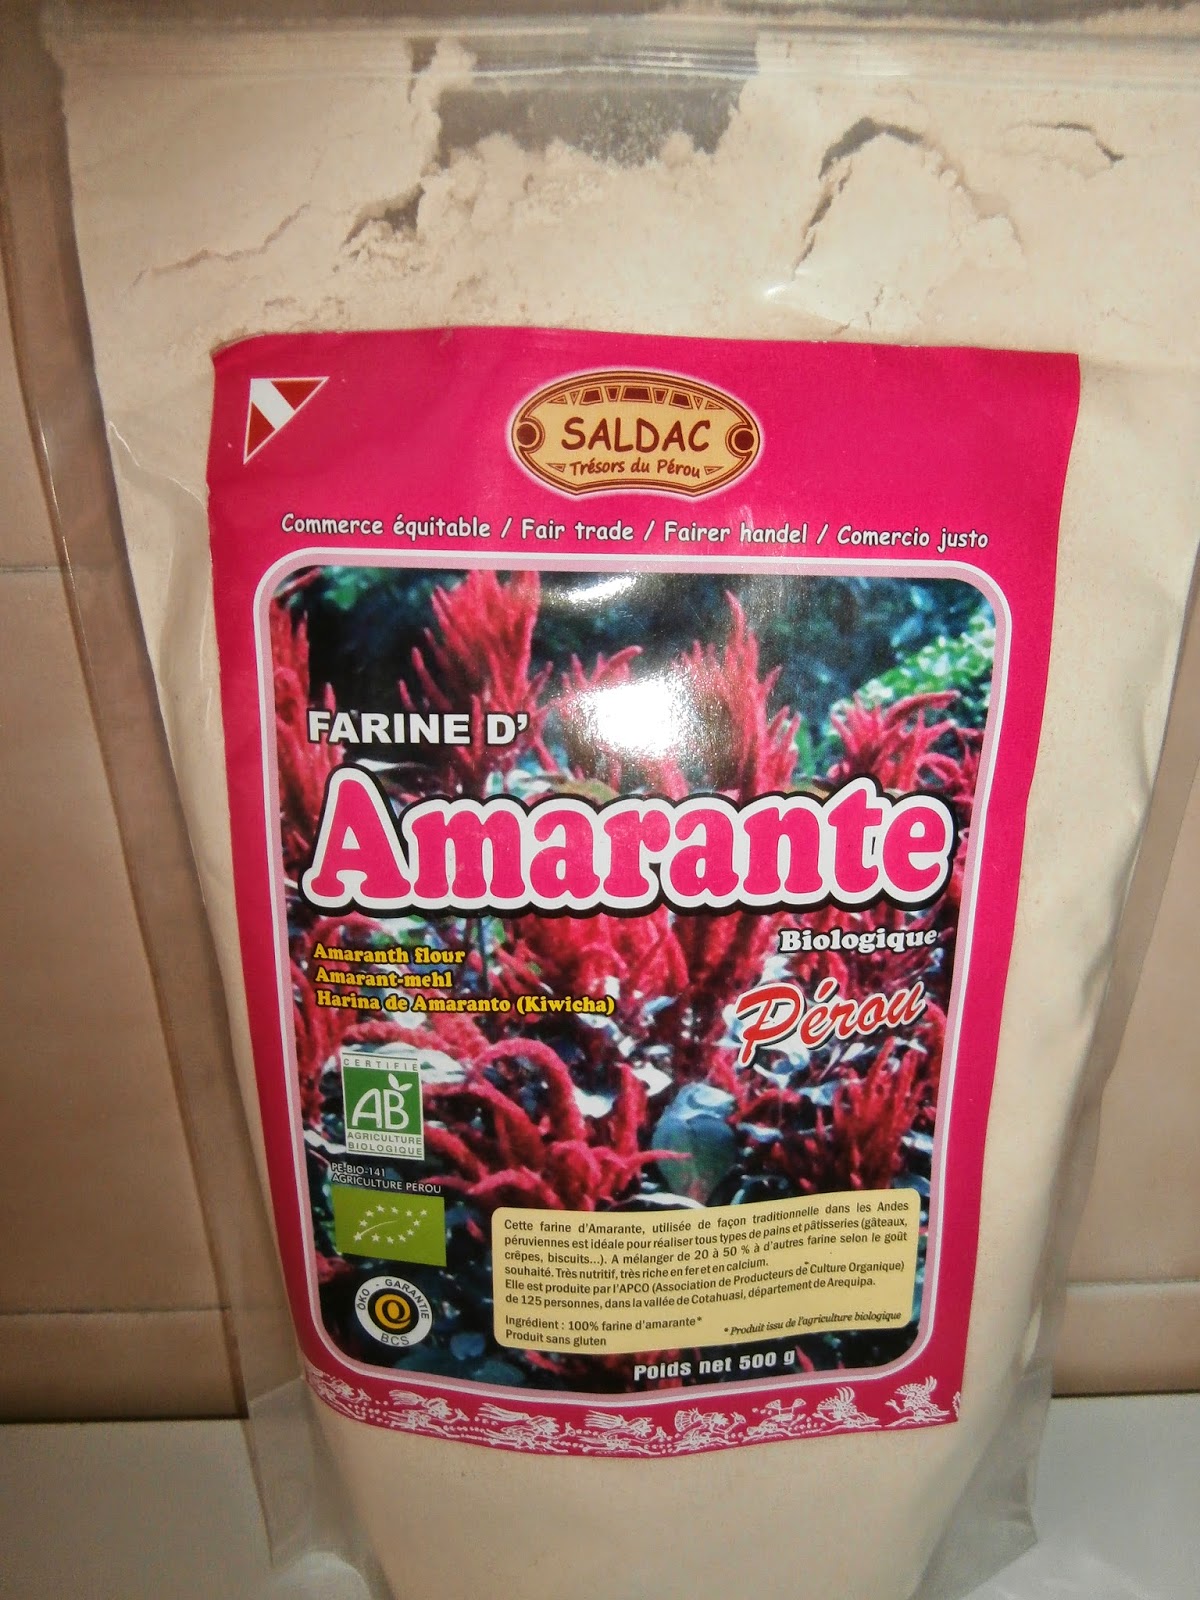 SALDAC
Trésors du Pérou
Commerce équitable / Fair trade / Fairer handel / Comercio justo
FARINE D'
Amarante
Biologique
Pérou
Amaranth flour
Amarant-mehl
Harina de Amaranto (Kiwicha)
CERTIFIÉ
AB
AGRICULTURE
BIOLOGIQUE
PE-BIO-141
AGRICULTURE PEROU
ÖKO - GARANTIE
BCS
Cette farine d'Amarante, utilisée de façon traditionnelle dans les Andes
péruviennes est idéale pour réaliser tous types de pains et pâtisseries (gâteaux,
crêpes, biscuits...). A mélanger de 20 à 50 % à d'autres farine selon le goût
souhaité. Très nutritif, très riche en fer et en calcium.
Elle est produite par l'APCO (Association de Producteurs de Culture Organique)
de 125 personnes, dans la vallée de Cotahuasi, département de Arequipa.
Ingrédient : 100% farine d'amarante*
Produit sans gluten
* Produit issu de l'agriculture biologique
Poids net 500 g